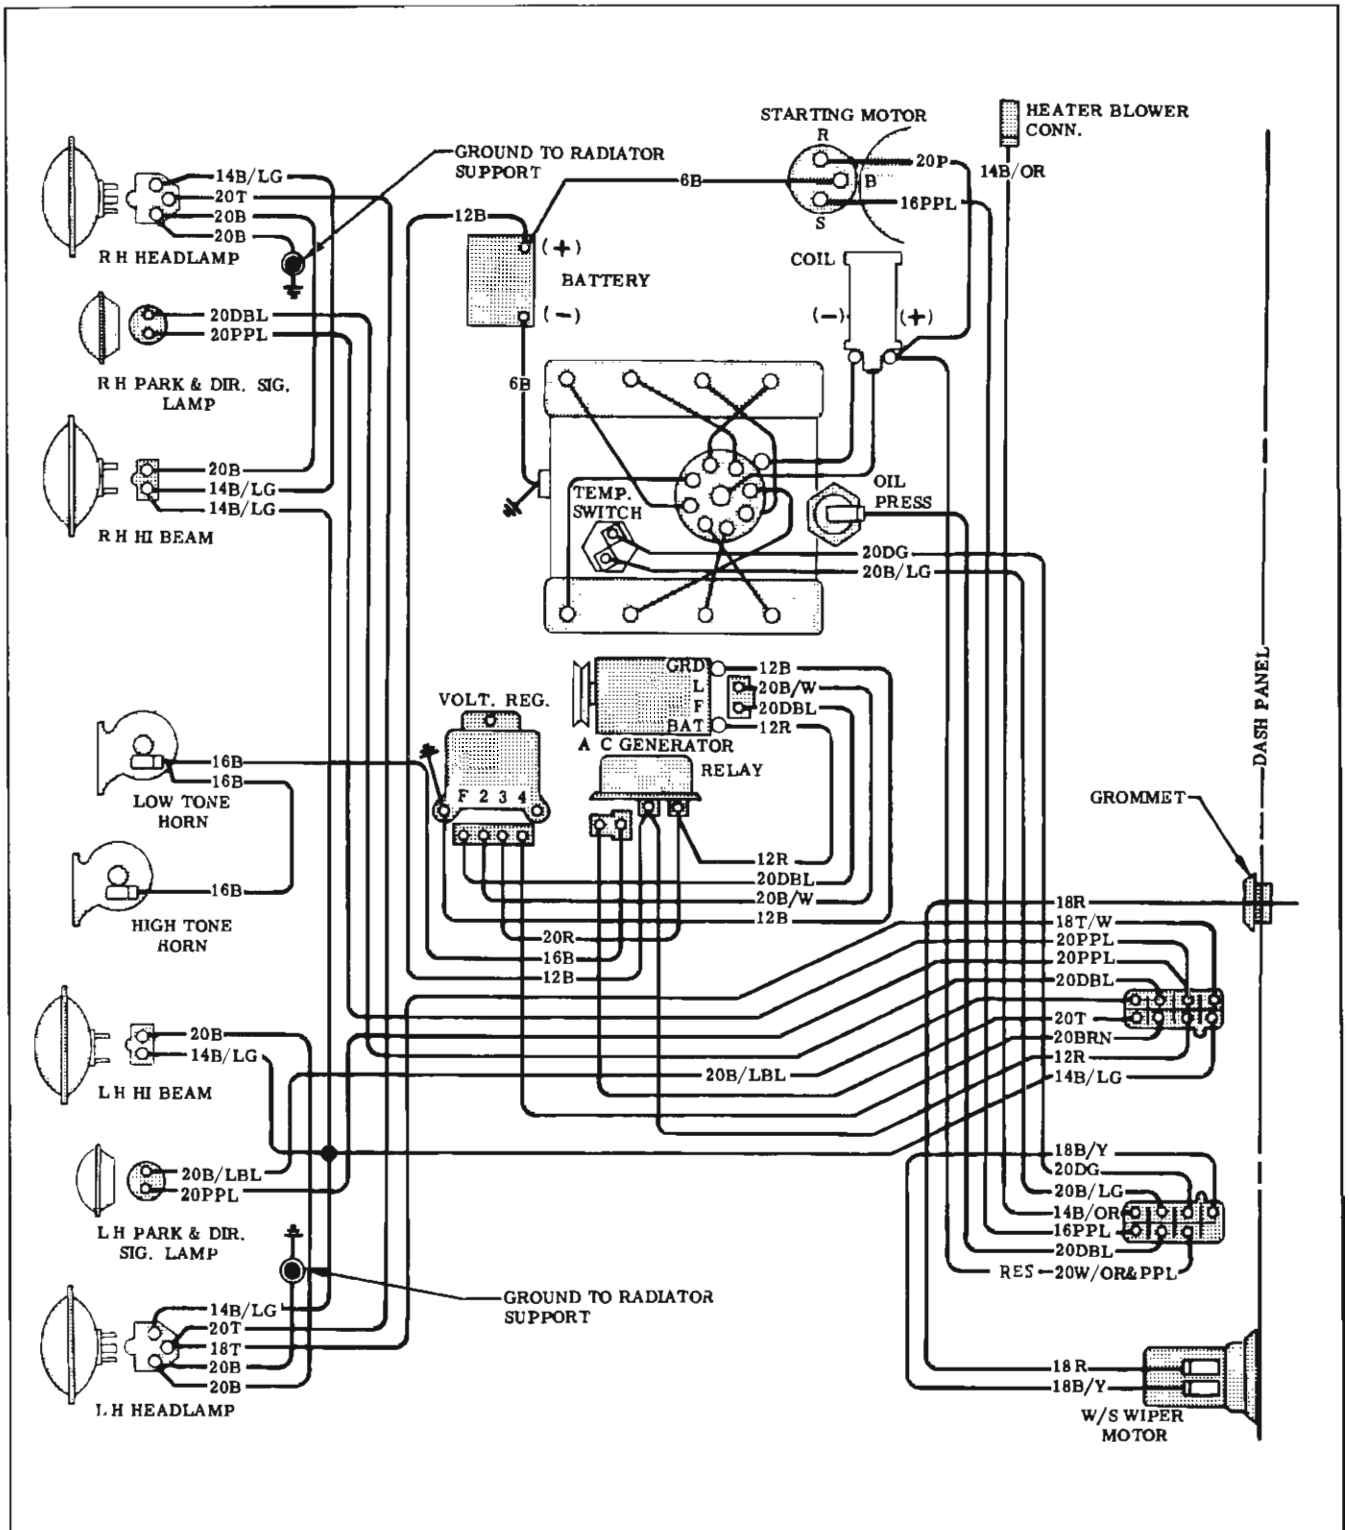 STARTING MOTOR
R
B
S
20P
16PPL
HEATER BLOWER
CONN.
14B/OR
GROUND TO RADIATOR
SUPPORT
6B
12B
(+)
BATTERY
(-)
6B
COIL
(-)
(+)
14B/LG
20T
20B
20B
RH HEADLAMP
20DBL
20PPL
RH PARK & DIR. SIG.
LAMP
20B
14B/LG
14B/LG
RH HI BEAM
TEMP.
SWITCH
OIL
PRESS
20DG
20B/LG
DASH PANEL
GRD
L
F
BAT
12B
20B/W
20DBL
12R
A C GENERATOR
VOLT. REG.
F 2 3 4
RELAY
16B
16B
LOW TONE
HORN
16B
HIGH TONE
HORN
12R
20DBL
20B/W
12B
20R
16B
12B
GROMMET
18R
18T/W
20PPL
20PPL
20DBL
20T
20BRN
12R
14B/LG
20B/LBL
20B
14B/LG
LH HI BEAM
20B/LBL
20PPL
LH PARK & DIR.
SIG. LAMP
18B/Y
20DG
20B/LG
14B/OR
16PPL
20DBL
RES 20W/OR&PPL
GROUND TO RADIATOR
SUPPORT
14B/LG
20T
18T
20B
20B
LH HEADLAMP
18R
18B/Y
W/S WIPER
MOTOR